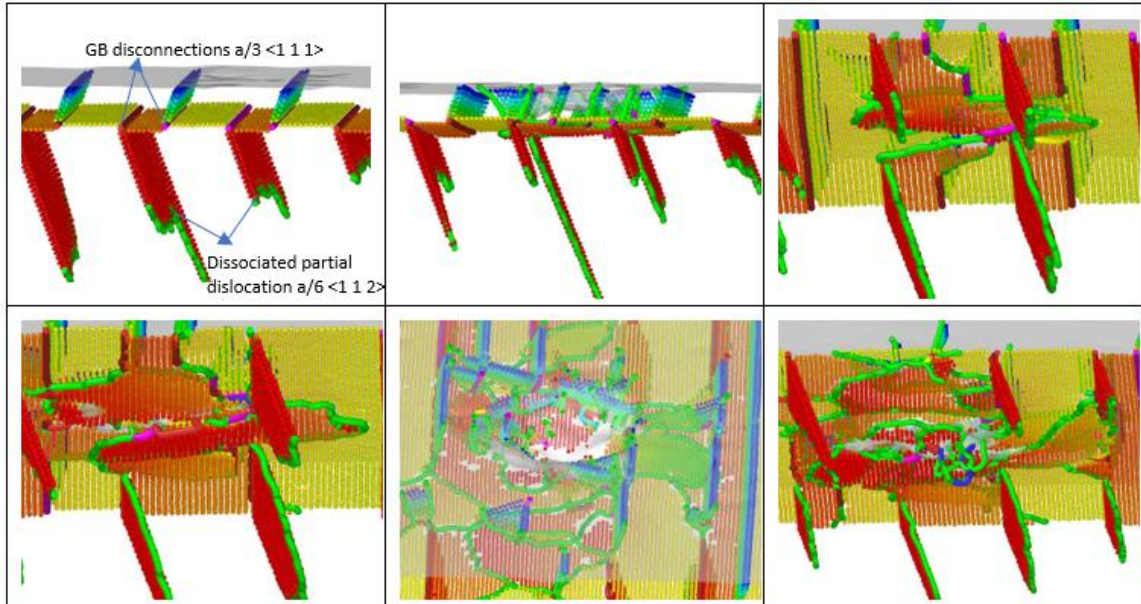 GB disconnections a/3 <1 1 1>
Dissociated partial
dislocation a/6 <1 1 2>